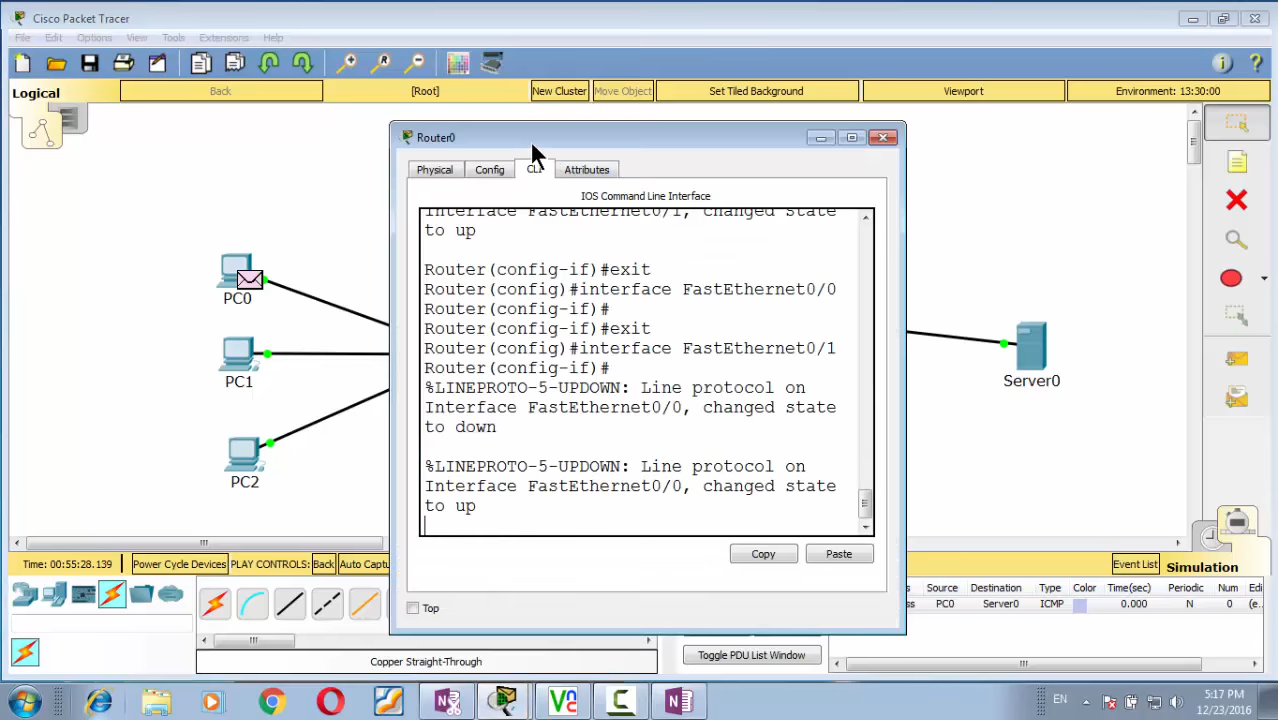 Cisco Packet Tracer
File Edit Options View Tools Extensions Help
Logical Back [Root] New Cluster Move Object Set Tiled Background Viewport Environment: 13:30:00
Router0
Physical Config CLI Attributes
IOS Command Line Interface
Interface FastEthernet0/1, changed state
to up
Router(config-if)#exit
Router(config)#interface FastEthernet0/0
Router(config-if)#
Router(config-if)#exit
Router(config)#interface FastEthernet0/1
Router(config-if)#
%LINEPROTO-5-UPDOWN: Line protocol on
Interface FastEthernet0/0, changed state
to down
%LINEPROTO-5-UPDOWN: Line protocol on
Interface FastEthernet0/0, changed state
to up
Copy Paste
Top
PC0
PC1
PC2
Server0
Time: 00:55:28.139 Power Cycle Devices PLAY CONTROLS: Back Auto Captu
Event List Simulation
Source Destination Type Color Time(sec) Periodic Num Edi
PC0 Server0 ICMP 0.000 N 0 (e..
Copper Straight-Through
Toggle PDU List Window
EN
5:17 PM
12/23/2016